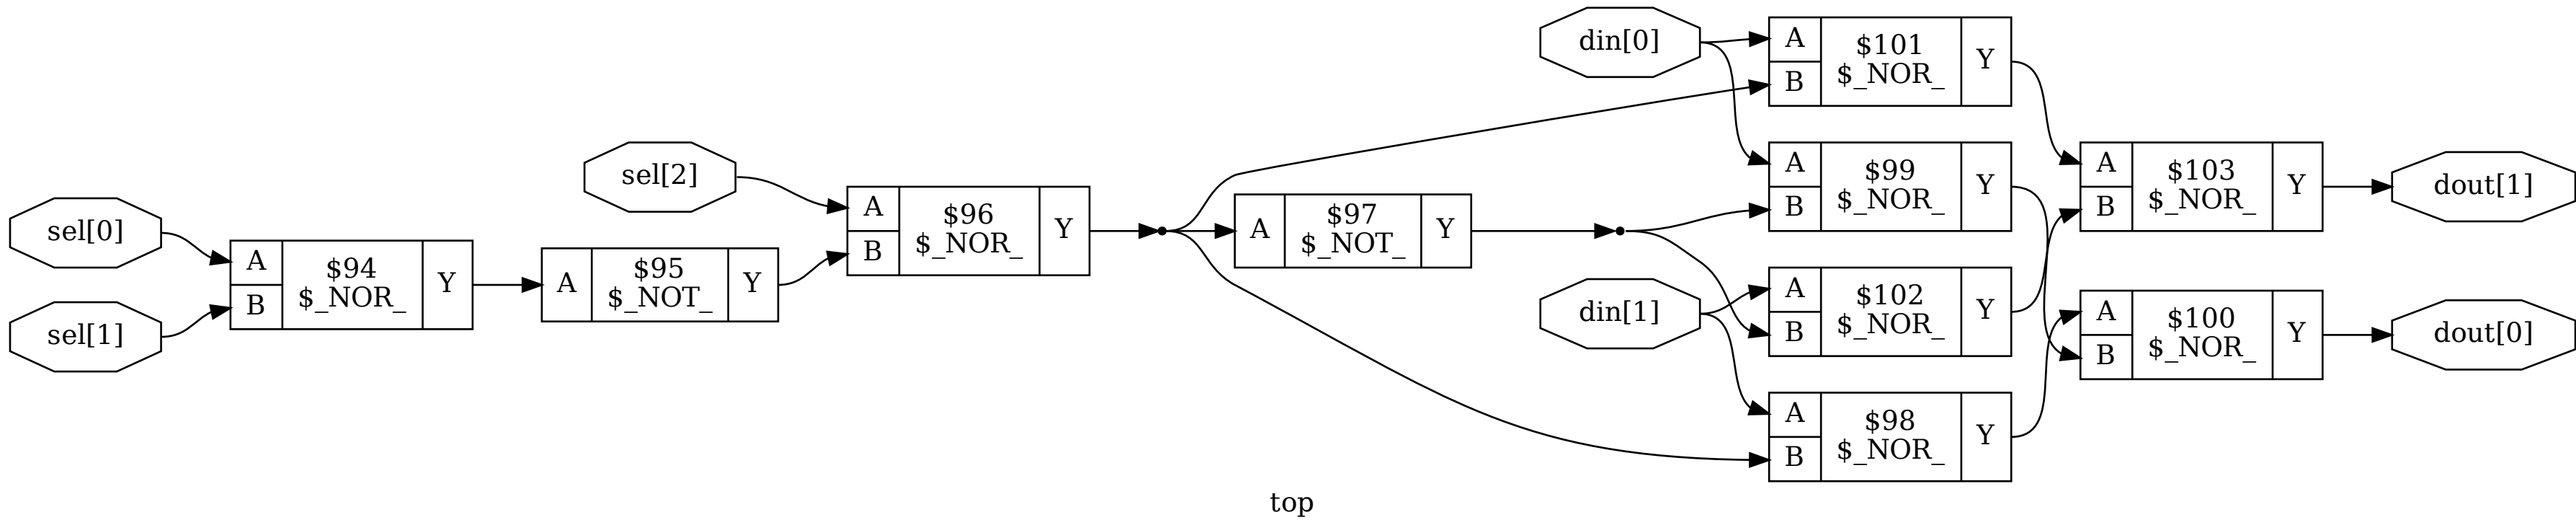 sel[0]
sel[1]
A
B
$94
$_NOR_
Y
A
$95
$_NOT_
Y
sel[2]
A
B
$96
$_NOR_
Y
A
$97
$_NOT_
Y
din[0]
din[1]
A
B
$101
$_NOR_
Y
A
B
$99
$_NOR_
Y
A
B
$102
$_NOR_
Y
A
B
$98
$_NOR_
Y
A
B
$103
$_NOR_
Y
A
B
$100
$_NOR_
Y
dout[1]
dout[0]
top